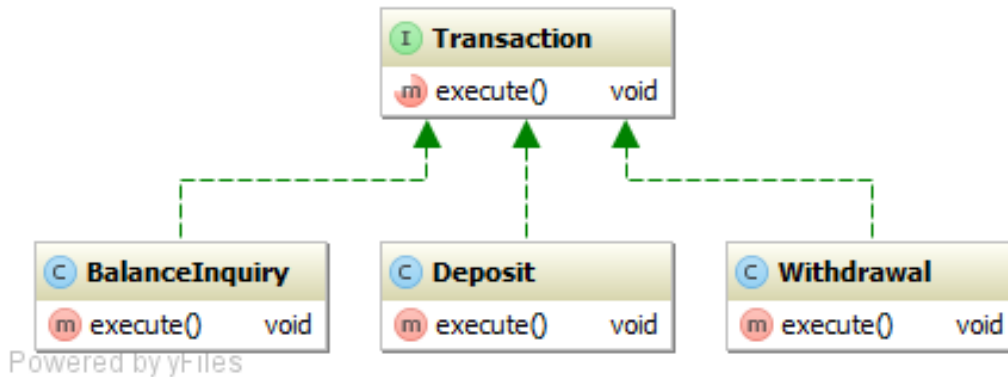 I Transaction
m execute() void
C BalanceInquiry
m execute() void
C Deposit
m execute() void
C Withdrawal
m execute() void
Powered by yFiles